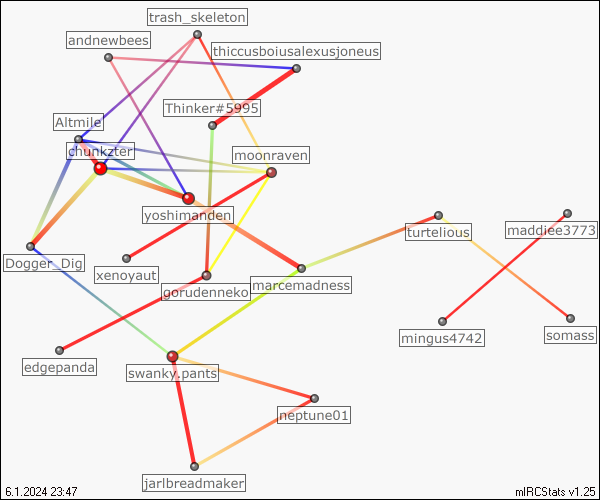 trash_skeleton
andnewbees
thiccusboiusalexusjoneus
Thinker#5995
Altmile
chunkzter
moonraven
yoshimanden
maddiee3773
turtelious
Dogger_Dig
xenoyaut
gorudenneko
marcemadness
mingus4742
somass
edgepanda
swanky.pants
neptune01
jarlbreadmaker
6.1.2024 23:47
mIRCStats v1.25